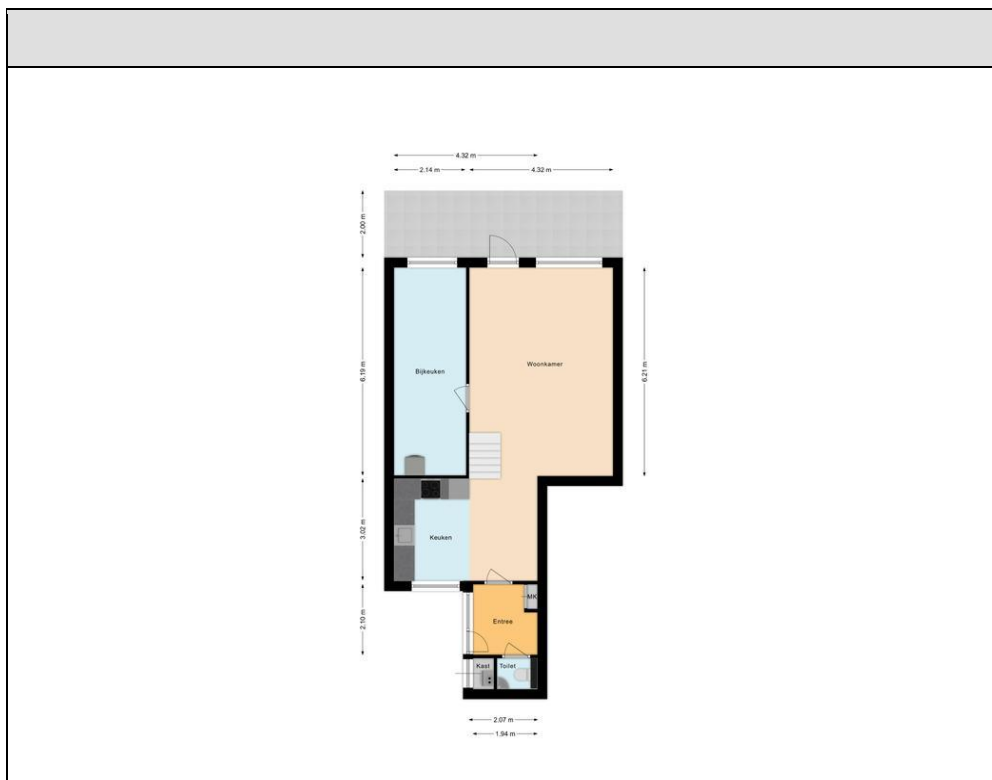 4.32 m
2.14 m
4.32 m
2.00 m
6.19 m
Bijkeuken
Woonkamer
6.21 m
3.02 m
Keuken
2.10 m
MK
Entree
Kast
Toilet
2.07 m
1.94 m